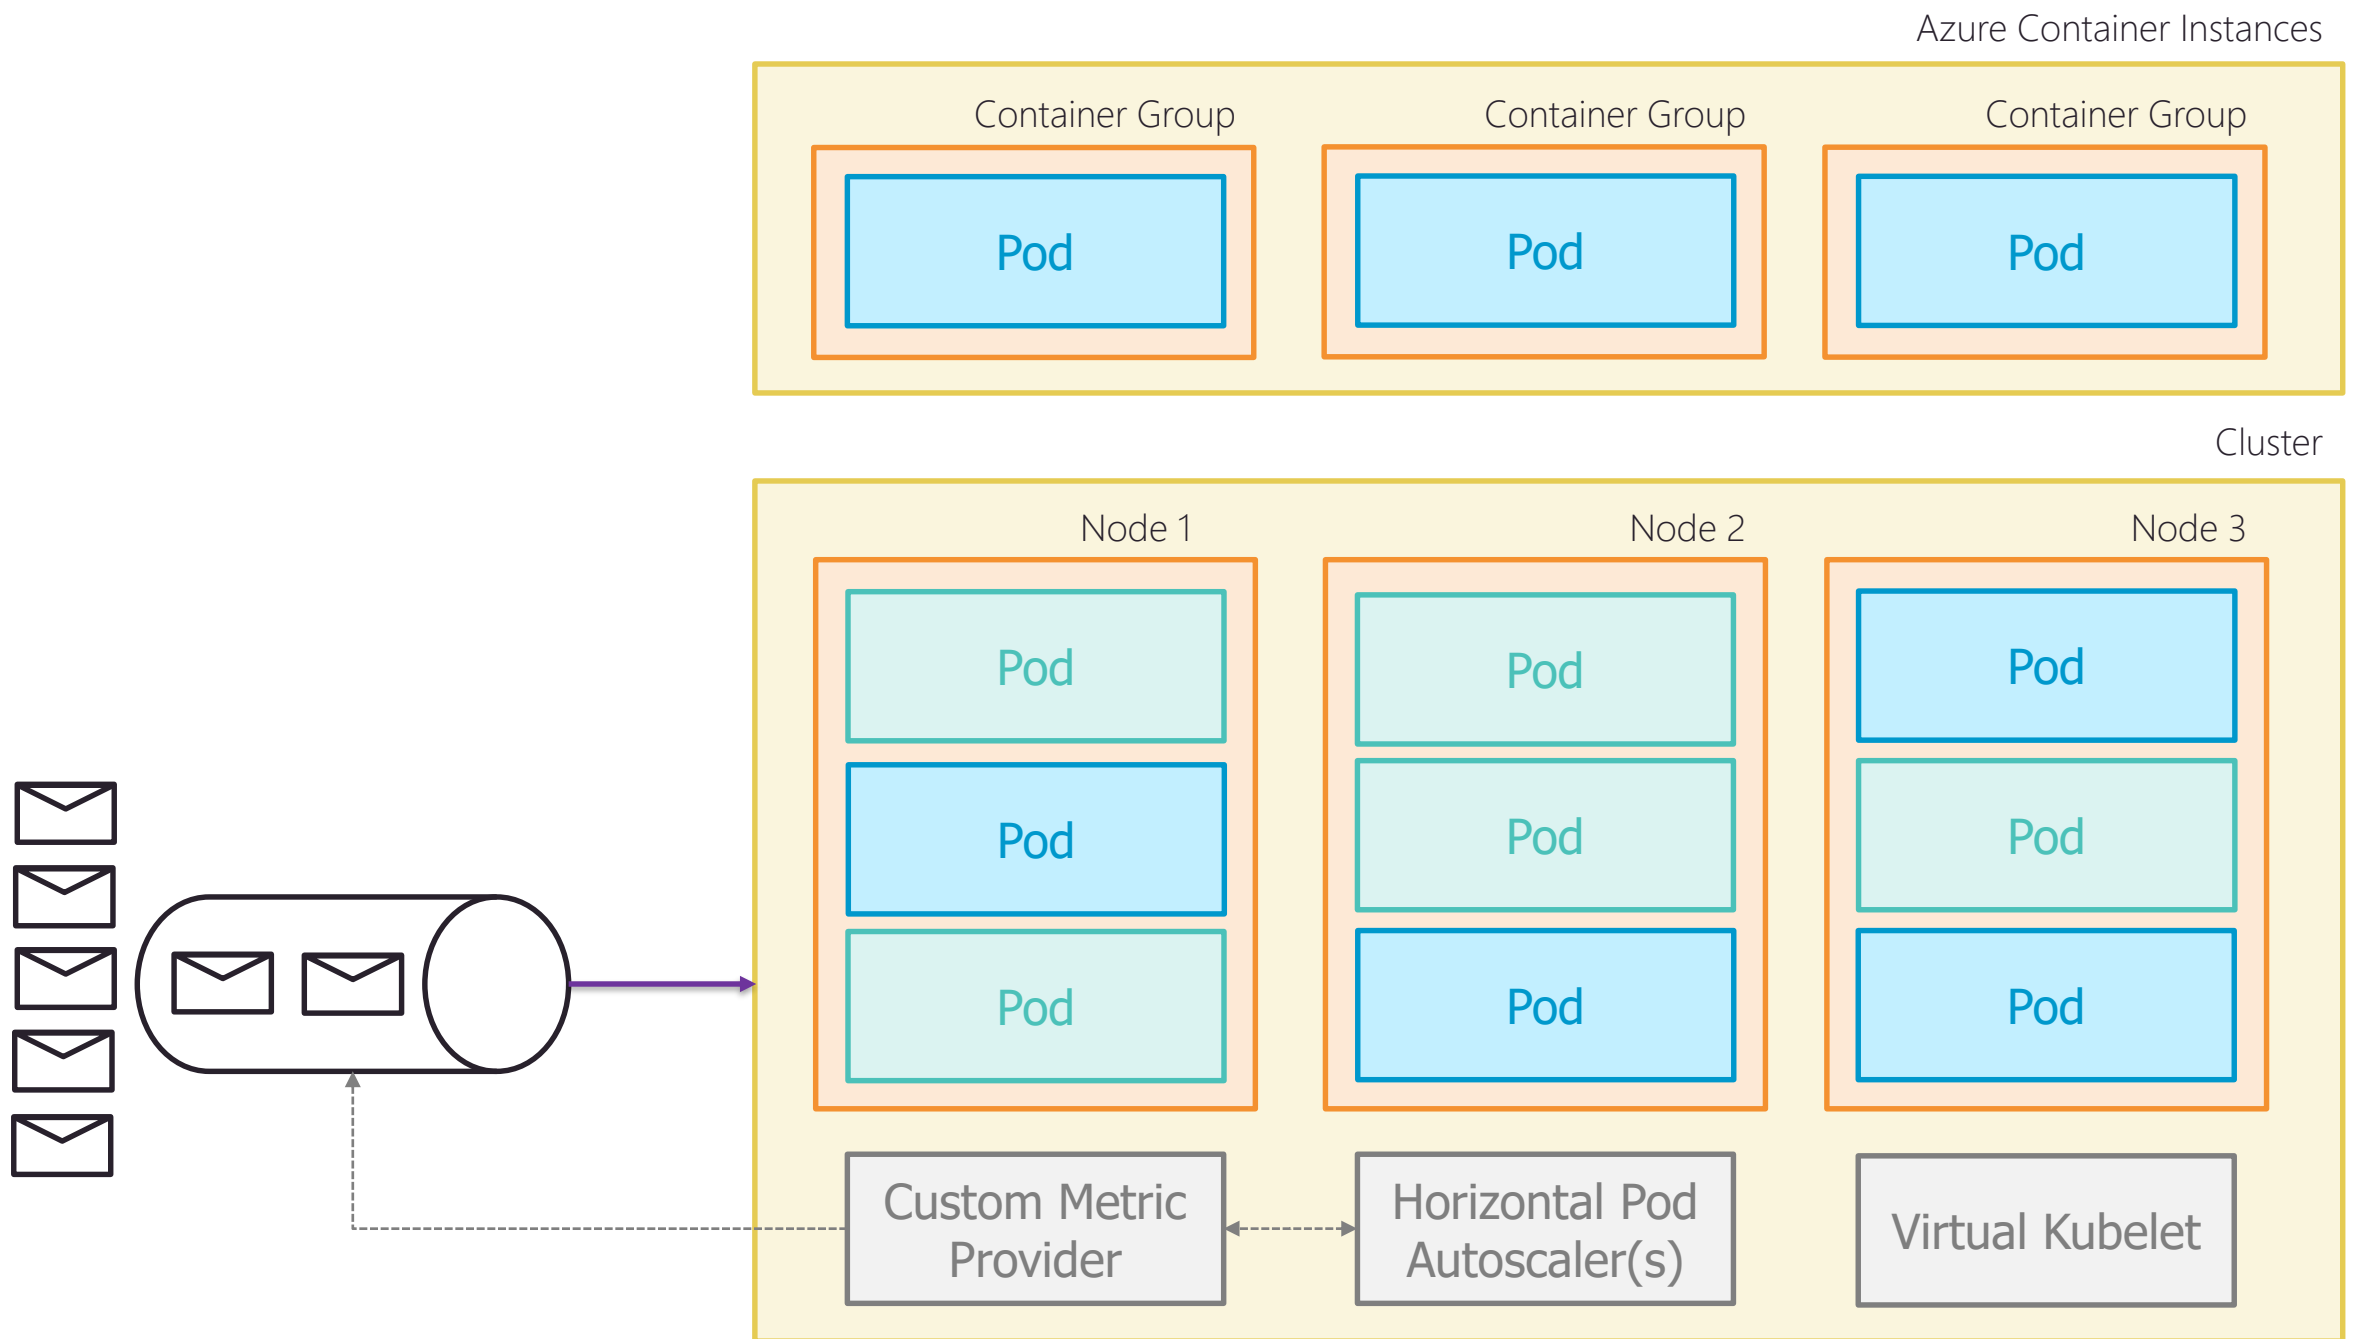 Azure Container Instances
Container Group
Container Group
Container Group
Pod
Pod
Pod
Cluster
Node 1
Node 2
Node 3
Pod
Pod
Pod
Pod
Pod
Pod
Pod
Pod
Pod
Custom Metric
Provider
Horizontal Pod
Autoscaler(s)
Virtual Kubelet